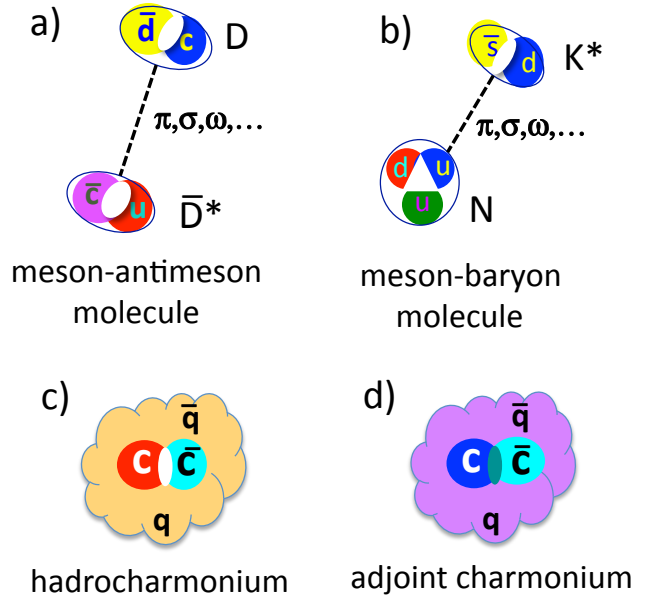 a)
d̄ c D
π,σ,ω,...
c̄ u D̄*
meson-antimeson
molecule
b)
s̄ d K*
π,σ,ω,...
d u
u N
meson-baryon
molecule
c)
q̄
c c̄
q
hadrocharmonium
d)
q̄
c c̄
q
adjoint charmonium